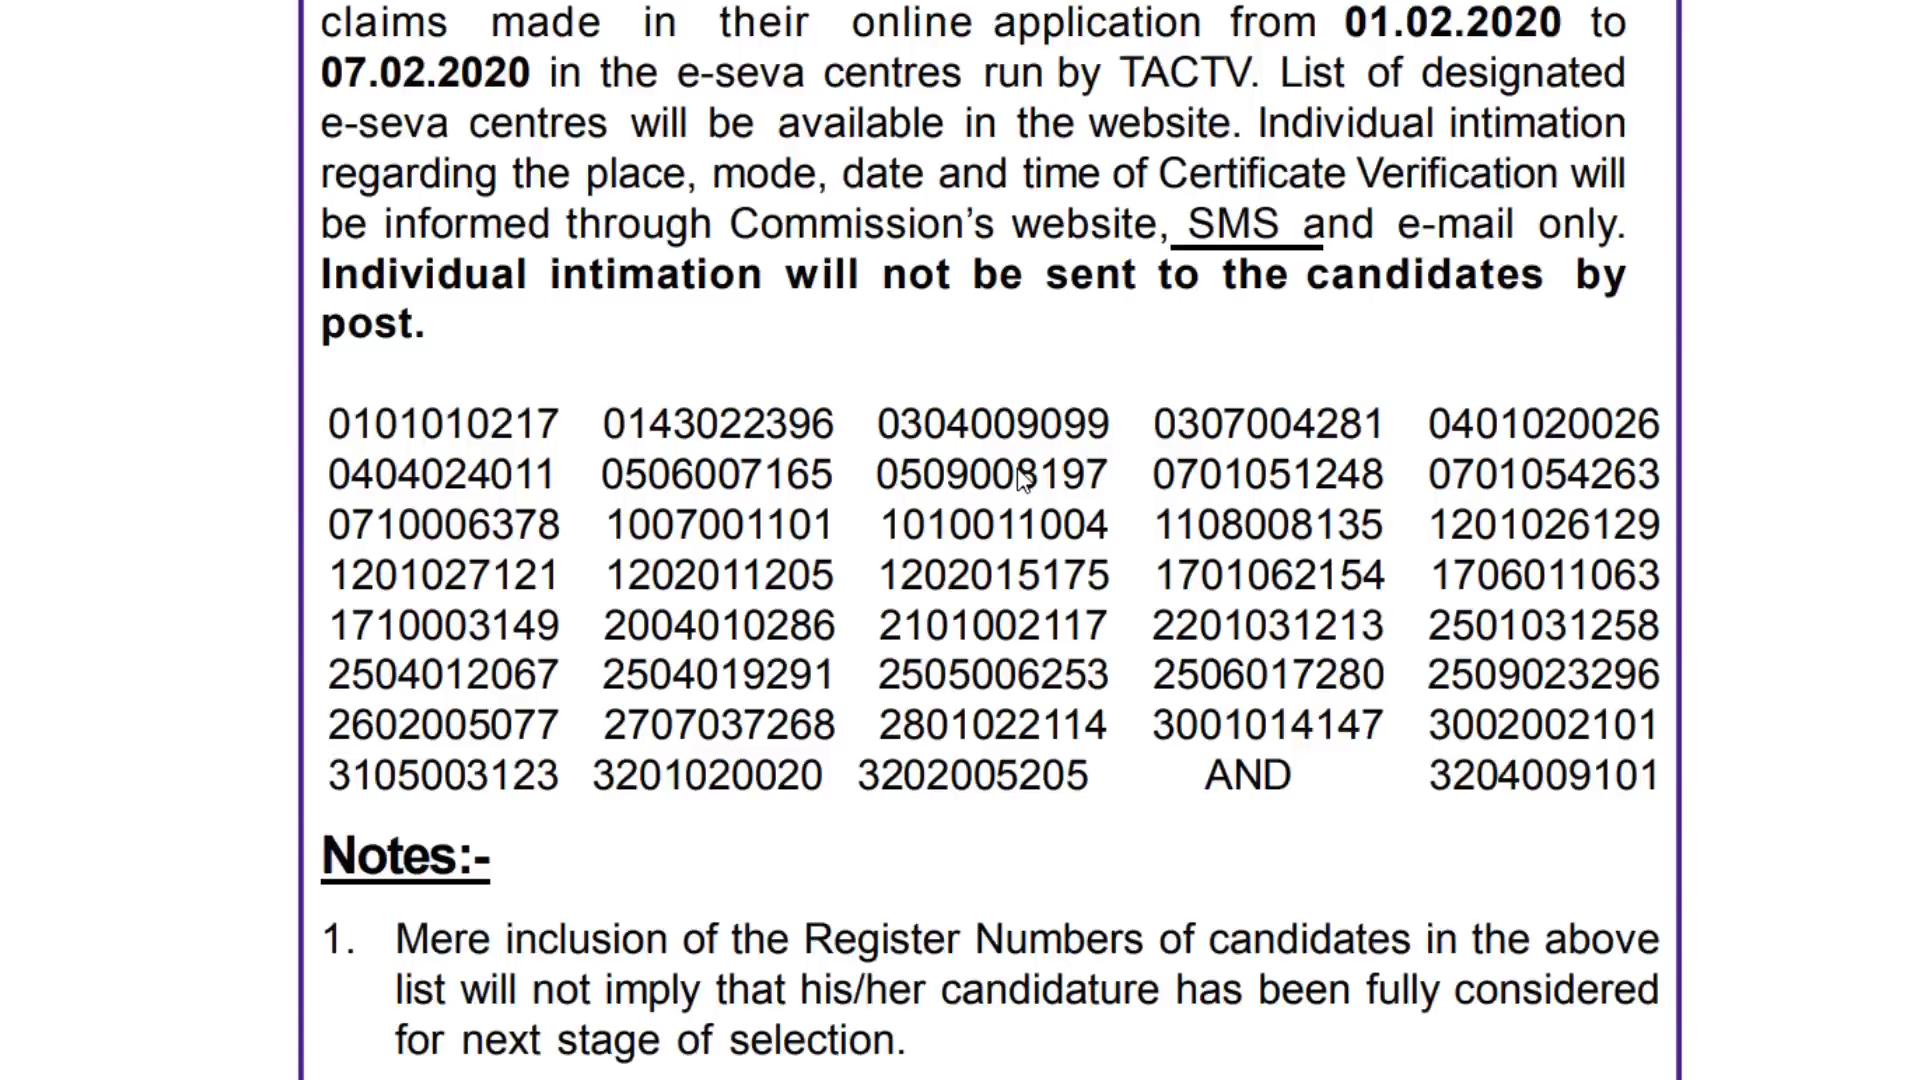 claims made in their online application from 01.02.2020 to
07.02.2020 in the e-seva centres run by TACTV. List of designated
e-seva centres will be available in the website. Individual intimation
regarding the place, mode, date and time of Certificate Verification will
be informed through Commission’s website, SMS and e-mail only.
Individual intimation will not be sent to the candidates by
post.
0101010217 0143022396 0304009099 0307004281 0401020026
0404024011 0506007165 0509008197 0701051248 0701054263
0710006378 1007001101 1010011004 1108008135 1201026129
1201027121 1202011205 1202015175 1701062154 1706011063
1710003149 2004010286 2101002117 2201031213 2501031258
2504012067 2504019291 2505006253 2506017280 2509023296
2602005077 2707037268 2801022114 3001014147 3002002101
3105003123 3201020020 3202005205 AND 3204009101
Notes:-
1. Mere inclusion of the Register Numbers of candidates in the above
list will not imply that his/her candidature has been fully considered
for next stage of selection.